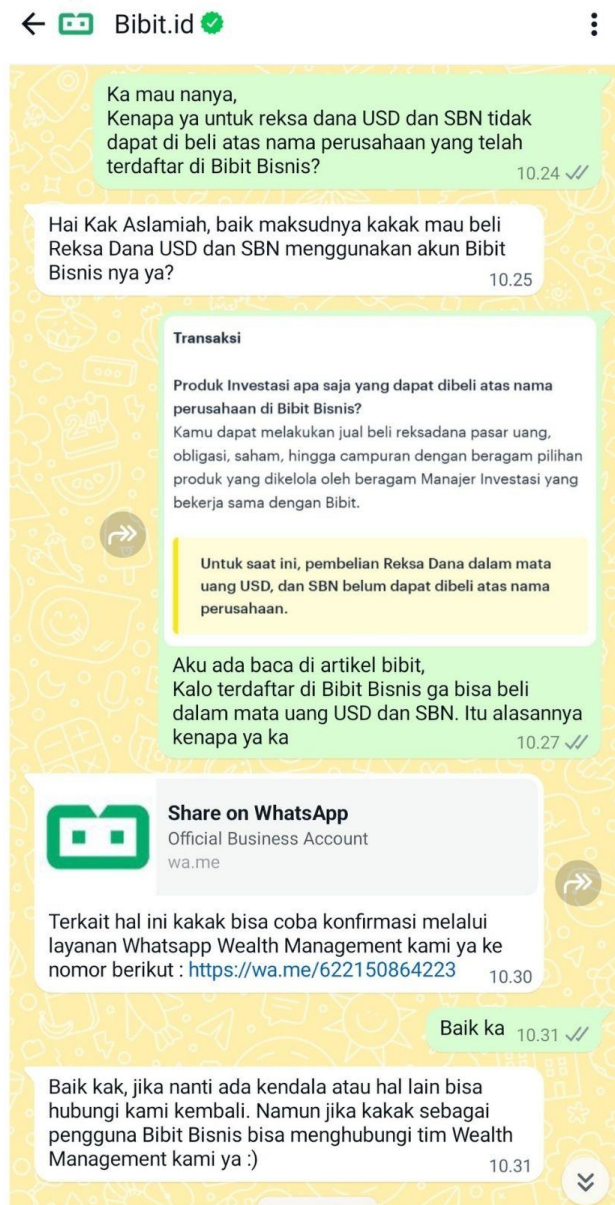 Bibit.id
Ka mau nanya,
Kenapa ya untuk reksa dana USD dan SBN tidak
dapat di beli atas nama perusahaan yang telah
terdaftar di Bibit Bisnis?
10.24
Hai Kak Aslamiah, baik maksudnya kakak mau beli
Reksa Dana USD dan SBN menggunakan akun Bibit
Bisnis nya ya?
10.25
Transaksi
Produk Investasi apa saja yang dapat dibeli atas nama
perusahaan di Bibit Bisnis?
Kamu dapat melakukan jual beli reksadana pasar uang,
obligasi, saham, hingga campuran dengan beragam pilihan
produk yang dikelola oleh beragam Manajer Investasi yang
bekerja sama dengan Bibit.
Untuk saat ini, pembelian Reksa Dana dalam mata
uang USD, dan SBN belum dapat dibeli atas nama
perusahaan.
Aku ada baca di artikel bibit,
Kalo terdaftar di Bibit Bisnis ga bisa beli
dalam mata uang USD dan SBN. Itu alasannya
kenapa ya ka
10.27
Share on WhatsApp
Official Business Account
wa.me
Terkait hal ini kakak bisa coba konfirmasi melalui
layanan Whatsapp Wealth Management kami ya ke
nomor berikut : https://wa.me/622150864223
10.30
Baik ka
10.31
Baik kak, jika nanti ada kendala atau hal lain bisa
hubungi kami kembali. Namun jika kakak sebagai
pengguna Bibit Bisnis bisa menghubungi tim Wealth
Management kami ya :)
10.31